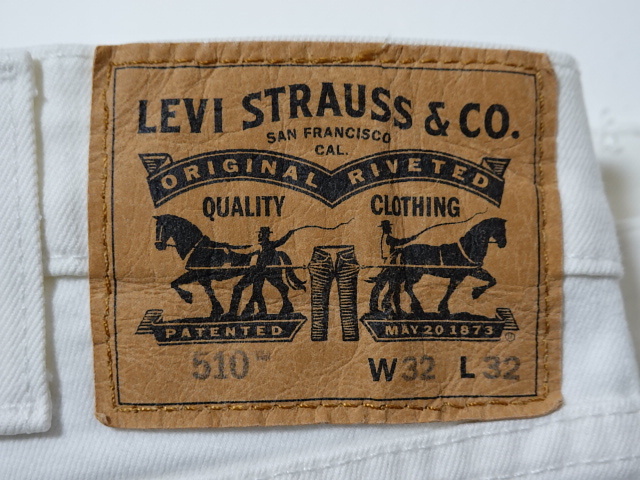 LEVI STRAUSS & CO.
SAN FRANCISCO
CAL.
ORIGINAL RIVETED
QUALITY CLOTHING
PATENTED MAY 20 1873 ®
510™ W32 L32